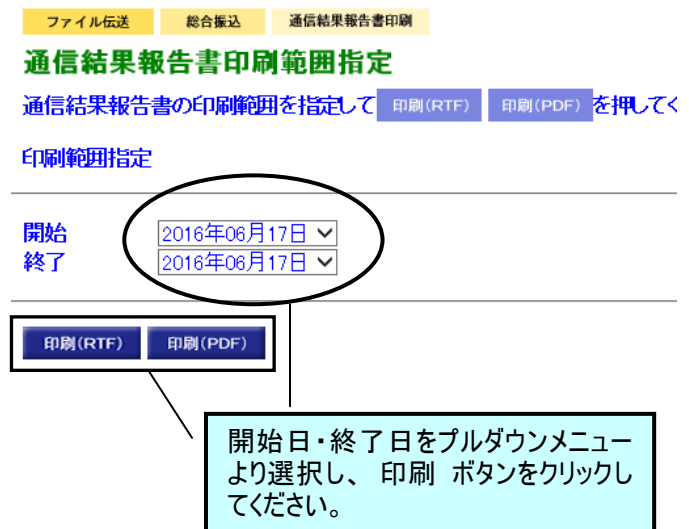 ファイル伝送 総合振込 通信結果報告書印刷
通信結果報告書印刷範囲指定
通信結果報告書の印刷範囲を指定して 印刷(RTF) 印刷(PDF) を押してく
印刷範囲指定
開始 2016年06月17日
終了 2016年06月17日
印刷(RTF) 印刷(PDF)
開始日・終了日をプルダウンメニュー
より選択し、 印刷 ボタンをクリックし
てください。